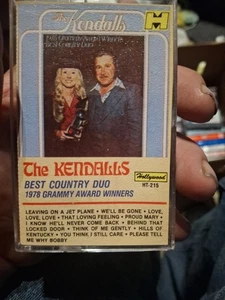 The Kendalls
1978 Grammy Award Winners
Best Country Duo
The KENDALLS
Hollywood
BEST COUNTRY DUO
HT-215
1978 GRAMMY AWARD WINNERS
LEAVING ON A JET PLANE • WE'LL BE GONE • LOVE,
LOVE, LOVE • THAT LOVING FEELING • PROUD MARY •
I KNOW HE'LL NEVER COME BACK • BEHIND THAT
LOCKED DOOR • THINK OF ME GENTLY • HILLS OF
KENTUCKY • YOU THINK I STILL CARE • PLEASE TELL
ME WHY BOBBY